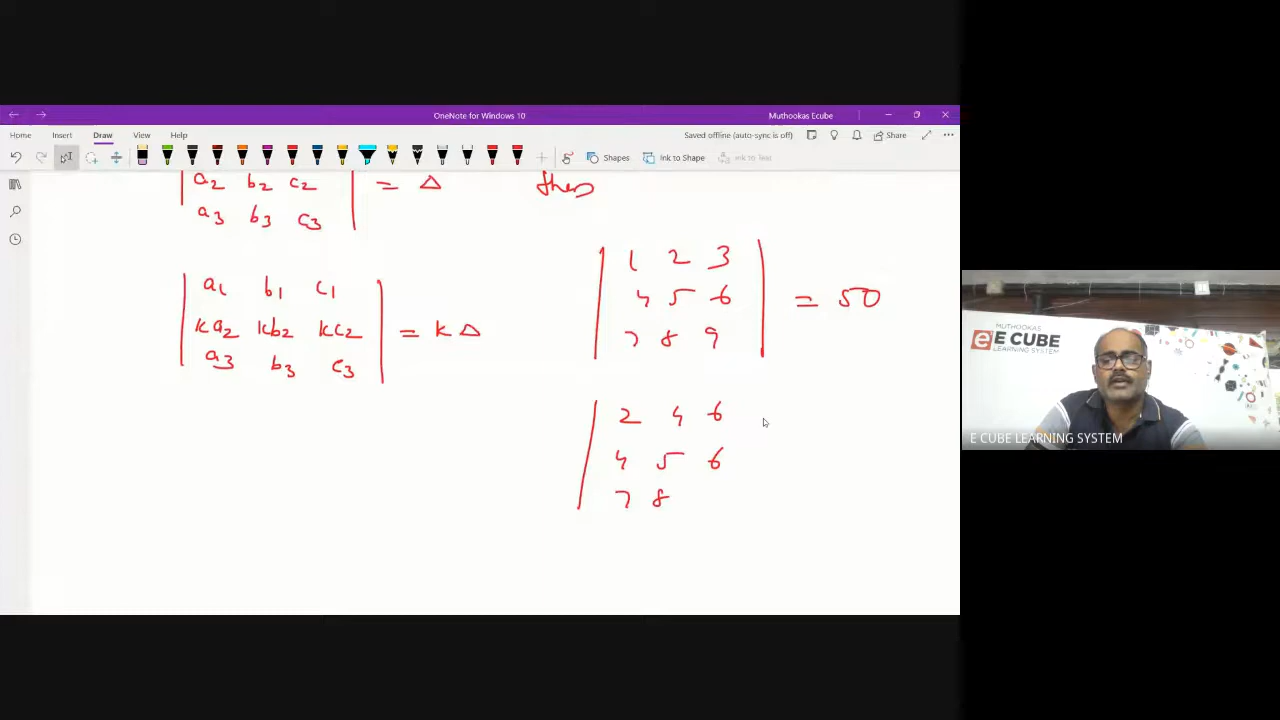 OneNote for Windows 10
Muthookas Ecube
Home Insert Draw View Help
Saved offline (auto-sync is off)
Share
Shapes
Ink to Shape
Ink to Text
a2 b2 c2 = Δ
a3 b3 c3
a1 b1 c1
ka2 kb2 kc2 = k Δ
a3 b3 c3
1 2 3
4 5 6 = 50
7 8 9
2 4 6
4 5 6
7 8
MUTHOOKAS
E CUBE
LEARNING SYSTEM
E CUBE LEARNING SYSTEM